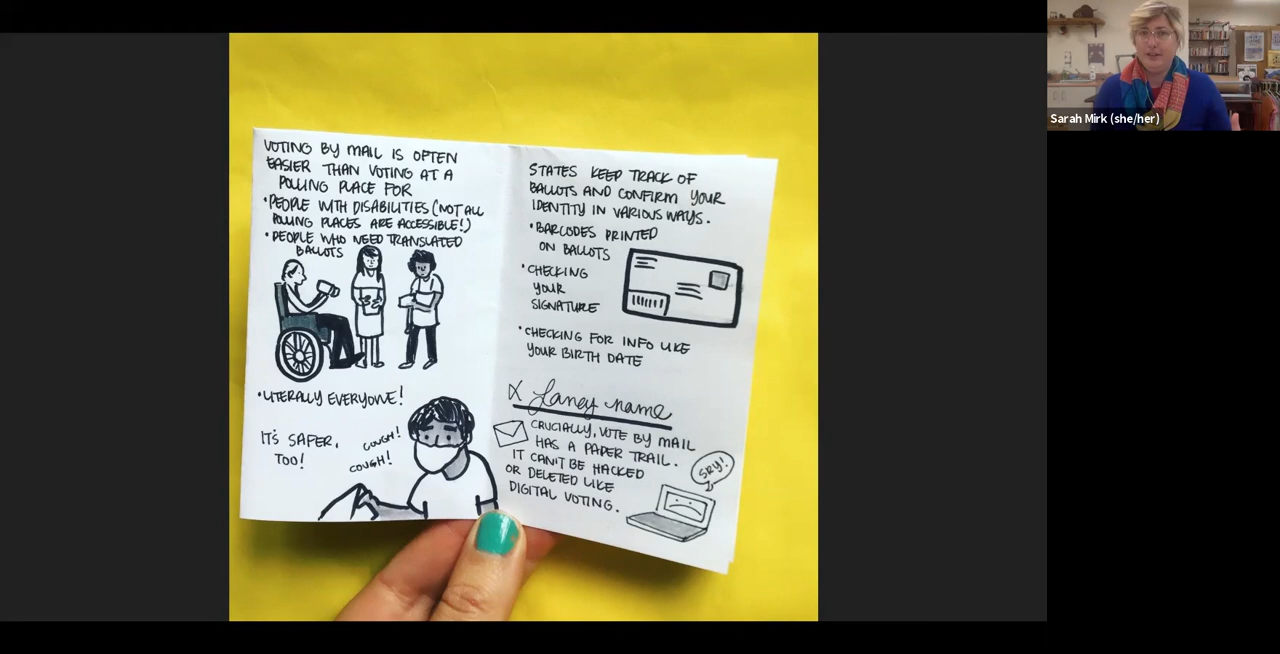 VOTING BY MAIL IS OFTEN
EASIER THAN VOTING AT A
POLLING PLACE FOR
• PEOPLE WITH DISABILITIES (NOT ALL
POLLING PLACES ARE ACCESSIBLE!)
• PEOPLE WHO NEED TRANSLATED
BALLOTS
• LITERALLY EVERYONE!
IT'S SAFER,
TOO!
COUGH!
COUGH!
STATES KEEP TRACK OF
BALLOTS AND CONFIRM YOUR
IDENTITY IN VARIOUS WAYS.
• BARCODES PRINTED
ON BALLOTS
• CHECKING
YOUR
SIGNATURE
• CHECKING FOR INFO LIKE
YOUR BIRTH DATE
X Fancy name
CRUCIALLY, VOTE BY MAIL
HAS A PAPER TRAIL.
IT CAN'T BE HACKED
OR DELETED LIKE
DIGITAL VOTING.
SRY!
Sarah Mirk (she/her)